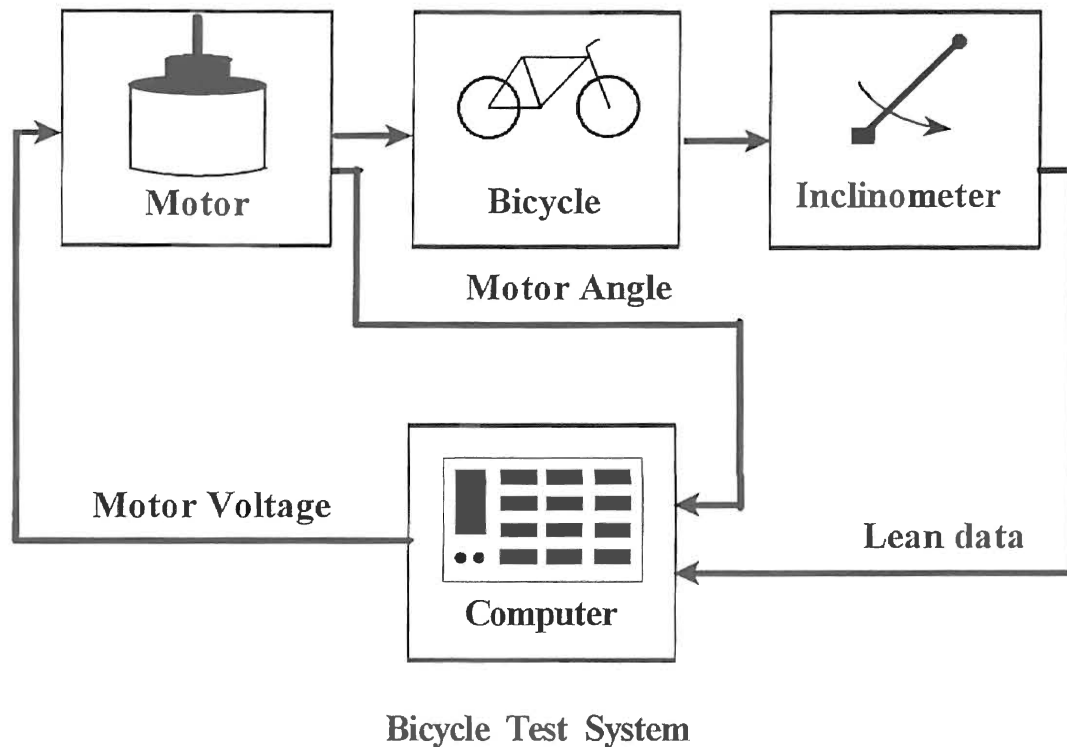 Motor
Bicycle
Inclinometer
Motor Angle
Motor Voltage
Lean data
Computer
Bicycle Test System